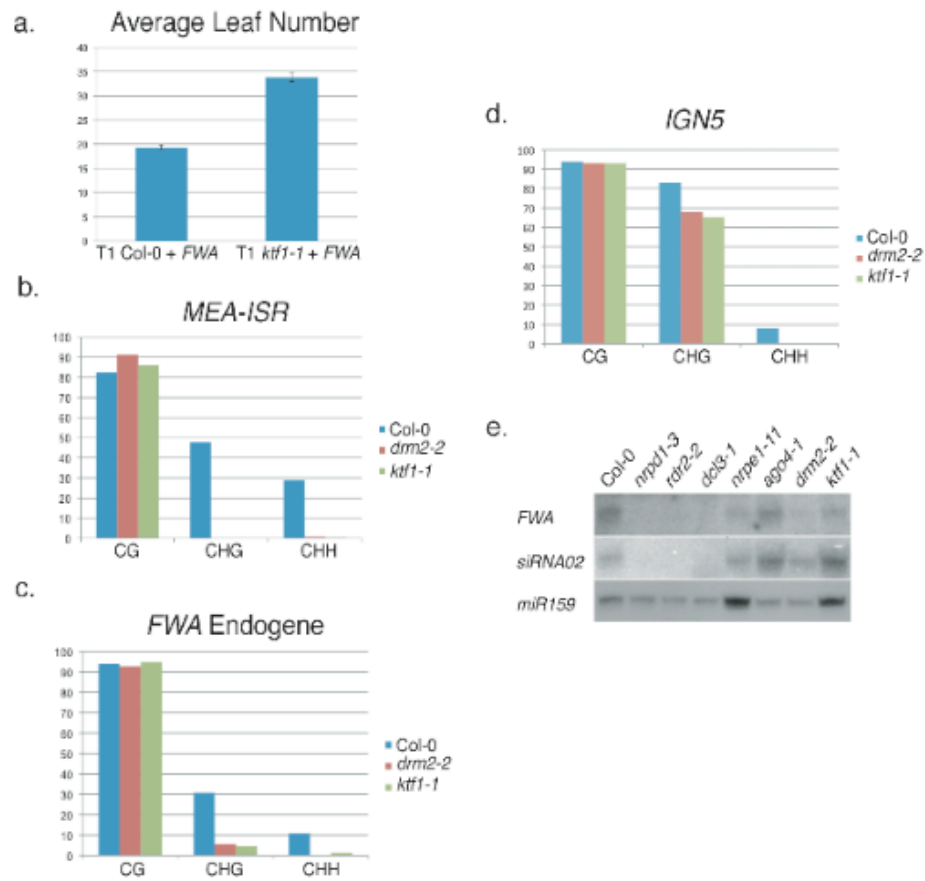 a.
Average Leaf Number
40
35
30
25
20
15
10
5
0
T1 Col-0 + FWA
T1 ktf1-1 + FWA
b.
MEA-ISR
100
90
80
70
60
50
40
30
20
10
0
CG
CHG
CHH
Col-0
drm2-2
ktf1-1
c.
FWA Endogene
100
90
80
70
60
50
40
30
20
10
0
CG
CHG
CHH
Col-0
drm2-2
ktf1-1
d.
IGN5
100
90
80
70
60
50
40
30
20
10
0
CG
CHG
CHH
Col-0
drm2-2
ktf1-1
e.
Col-0
nrpd1-3
rdr2-2
dcl3-1
nrpe1-11
ago4-1
drm2-2
ktf1-1
FWA
siRNA02
miR159